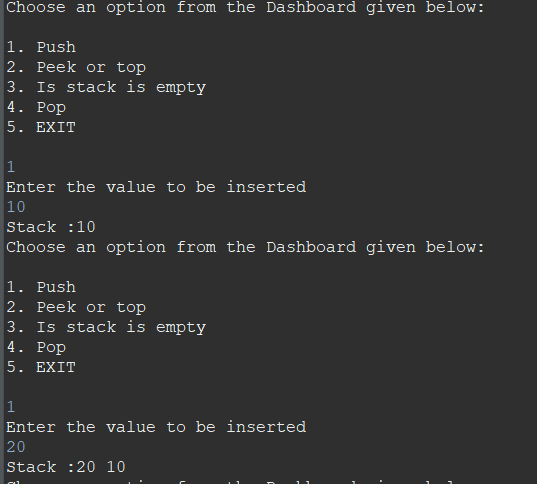 Choose an option from the Dashboard given below:
1. Push
2. Peek or top
3. Is stack is empty
4. Pop
5. EXIT
1
Enter the value to be inserted
10
Stack :10
Choose an option from the Dashboard given below:
1. Push
2. Peek or top
3. Is stack is empty
4. Pop
5. EXIT
1
Enter the value to be inserted
20
Stack :20 10